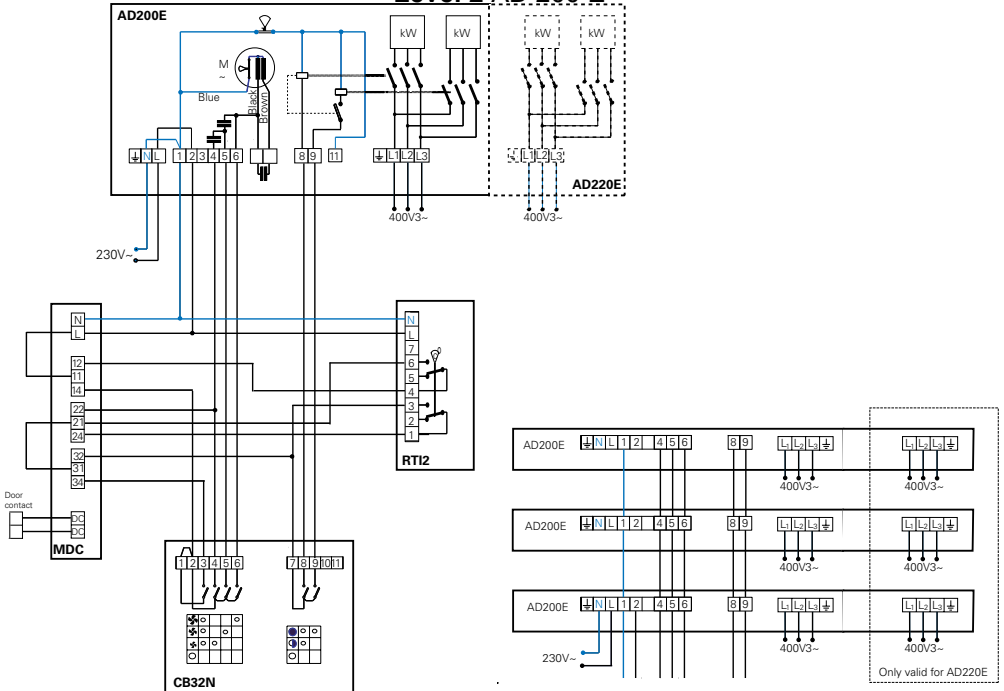 AD200E
kW kW kW kW
M
~
Blue
Black
Brown
N L 1 2 3 4 5 6 8 9 11 L1 L2 L3 L1 L2 L3
AD220E
400V3~ 400V3~
230V~
N
L
12
11
14
22
21
24
32
31
34
DC
DC
MDC
Door
contact
N
L
7
6
5
4
3
2
1
0
RTI2
1 2 3 4 5 6 7 8 9 10 11
CB32N
AD200E N L 1 2 4 5 6 8 9 L1 L2 L3 L1 L2 L3
400V3~ 400V3~
AD200E N L 1 2 4 5 6 8 9 L1 L2 L3 L1 L2 L3
400V3~ 400V3~
AD200E N L 1 2 4 5 6 8 9 L1 L2 L3 L1 L2 L3
400V3~ 400V3~
230V~
Only valid for AD220E